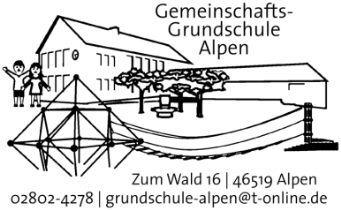 Gemeinschafts-
Grundschule
Alpen
Zum Wald 16 | 46519 Alpen
02802-4278 | grundschule-alpen@t-online.de